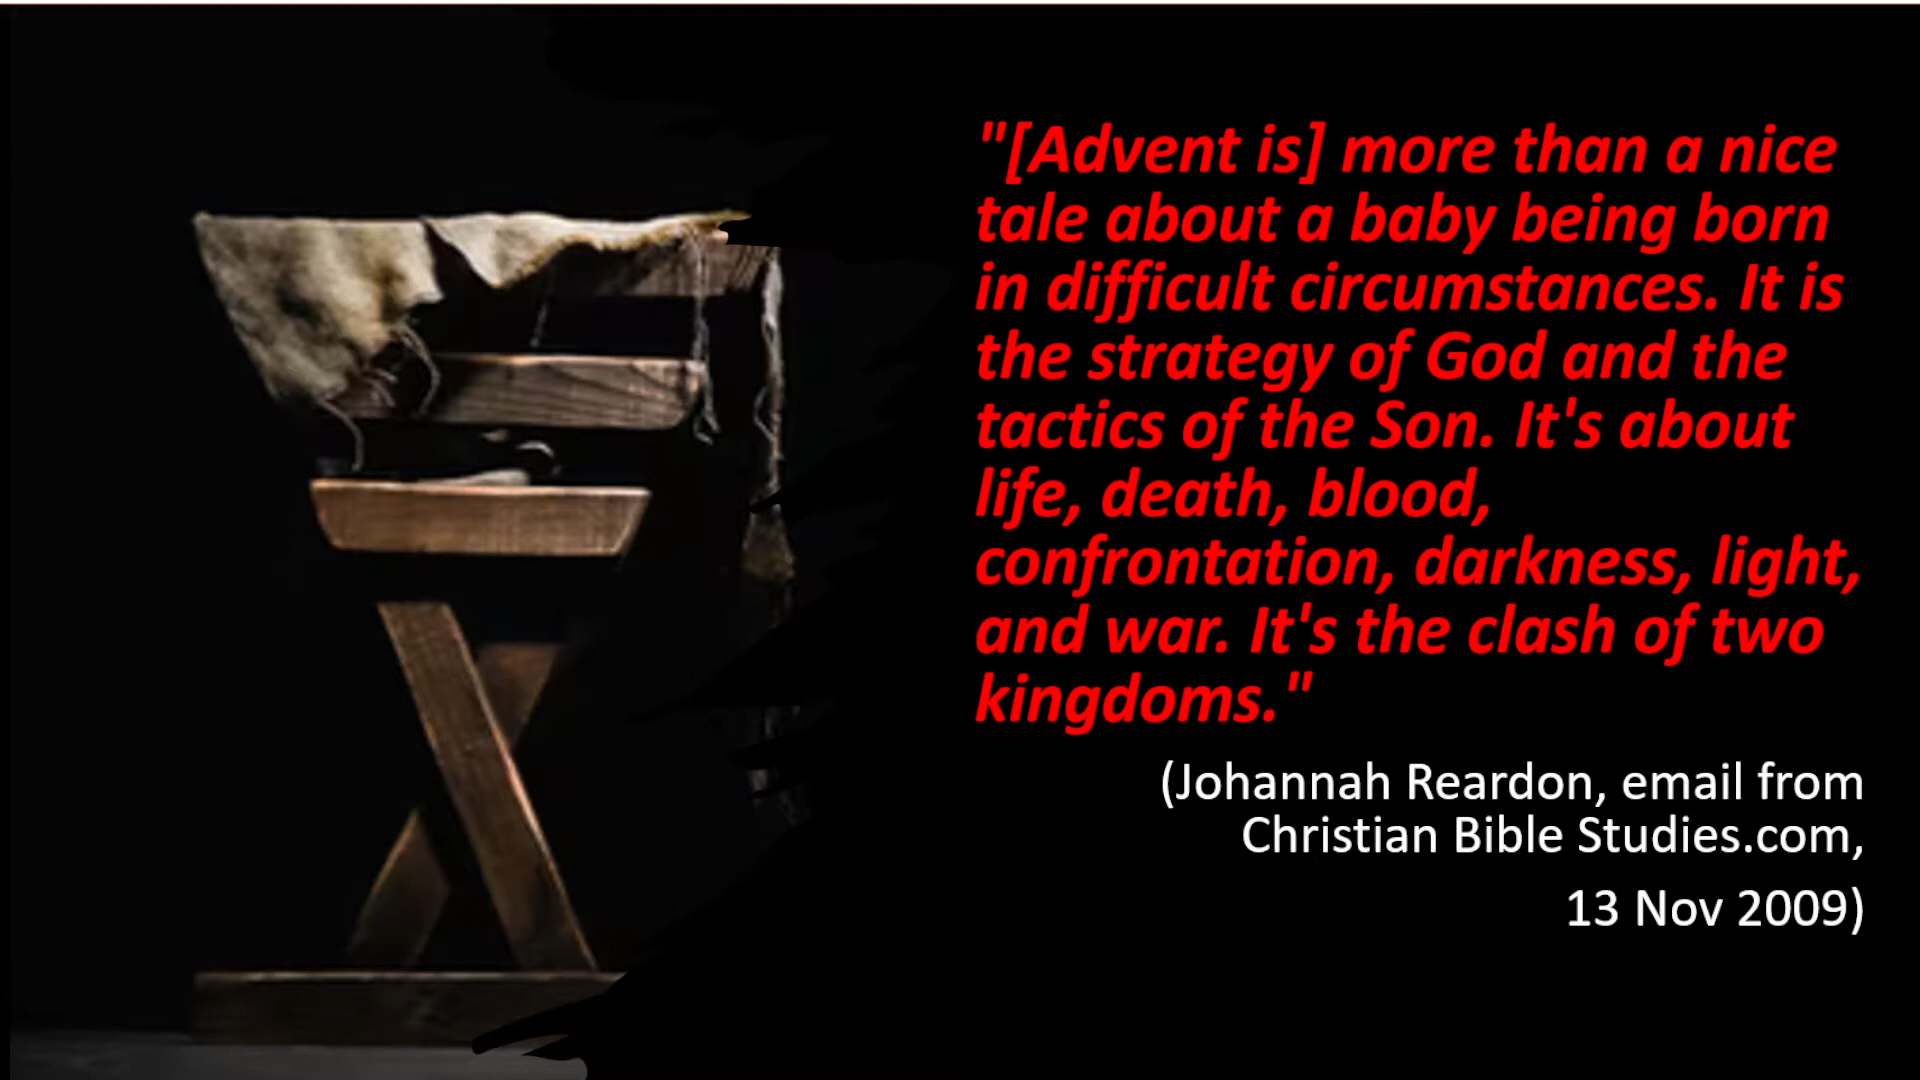 "[Advent is] more than a nice
tale about a baby being born
in difficult circumstances. It is
the strategy of God and the
tactics of the Son. It's about
life, death, blood,
confrontation, darkness, light,
and war. It's the clash of two
kingdoms."
(Johannah Reardon, email from
Christian Bible Studies.com,
13 Nov 2009)